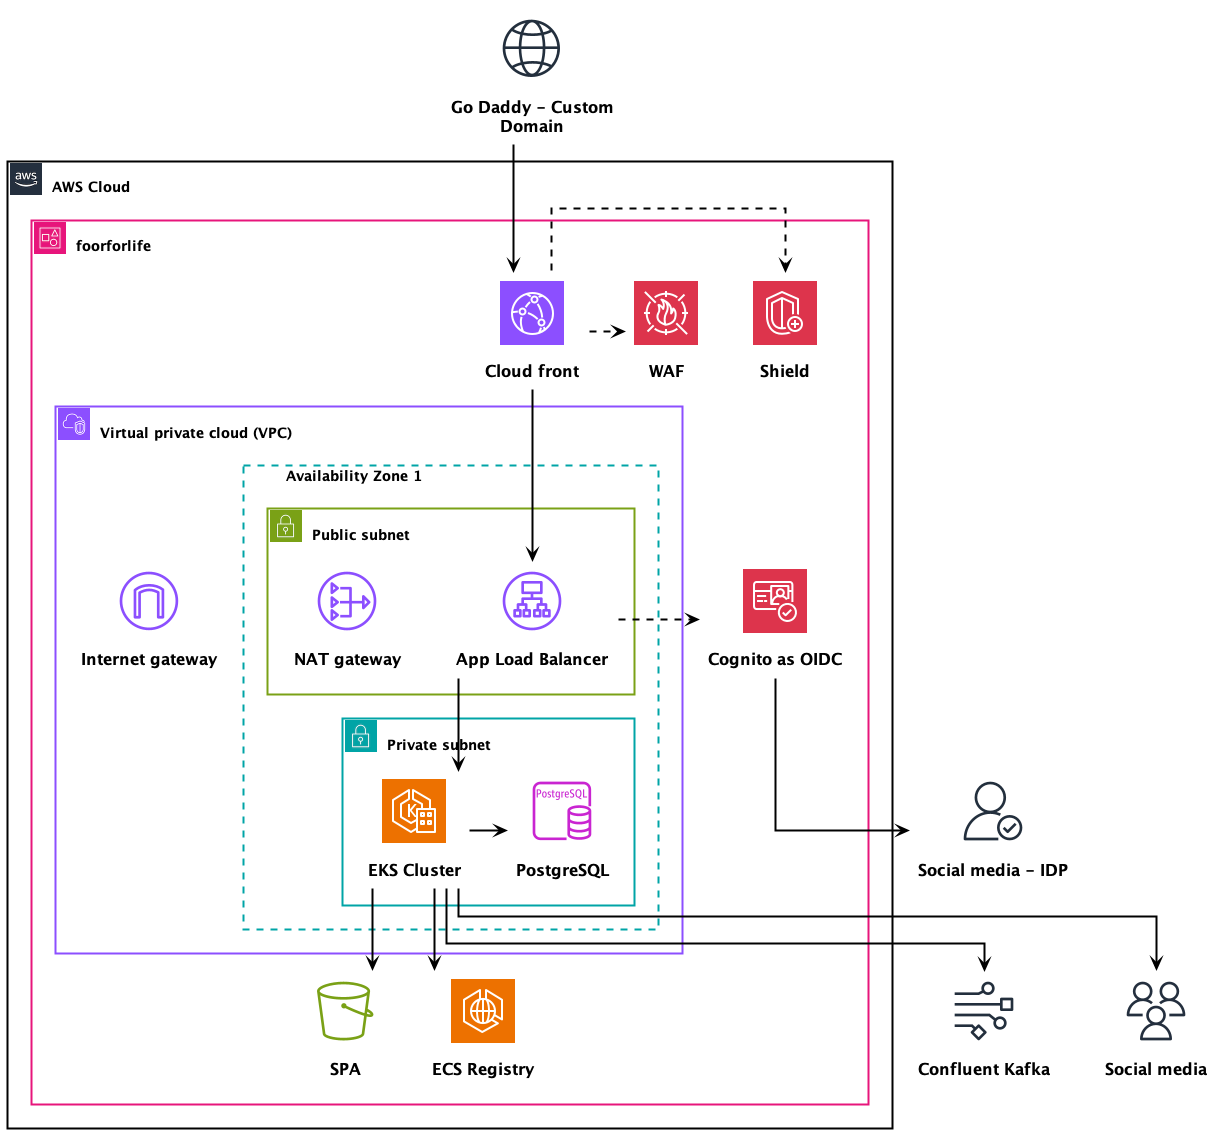 Go Daddy - Custom
Domain
aws
AWS Cloud
foorforlife
Cloud front
WAF
Shield
Virtual private cloud (VPC)
Availability Zone 1
Public subnet
Internet gateway
NAT gateway
App Load Balancer
Cognito as OIDC
Private subnet
K
PostgreSQL
EKS Cluster
PostgreSQL
Social media - IDP
SPA
ECS Registry
Confluent Kafka
Social media